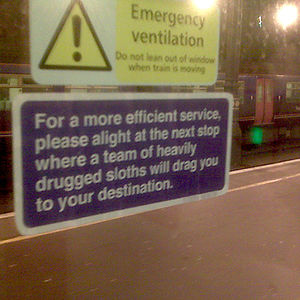 Emergency
ventilation
Do not lean out of window
when train is moving
For a more efficient service,
please alight at the next stop
where a team of heavily
drugged sloths will drag you
to your destination.